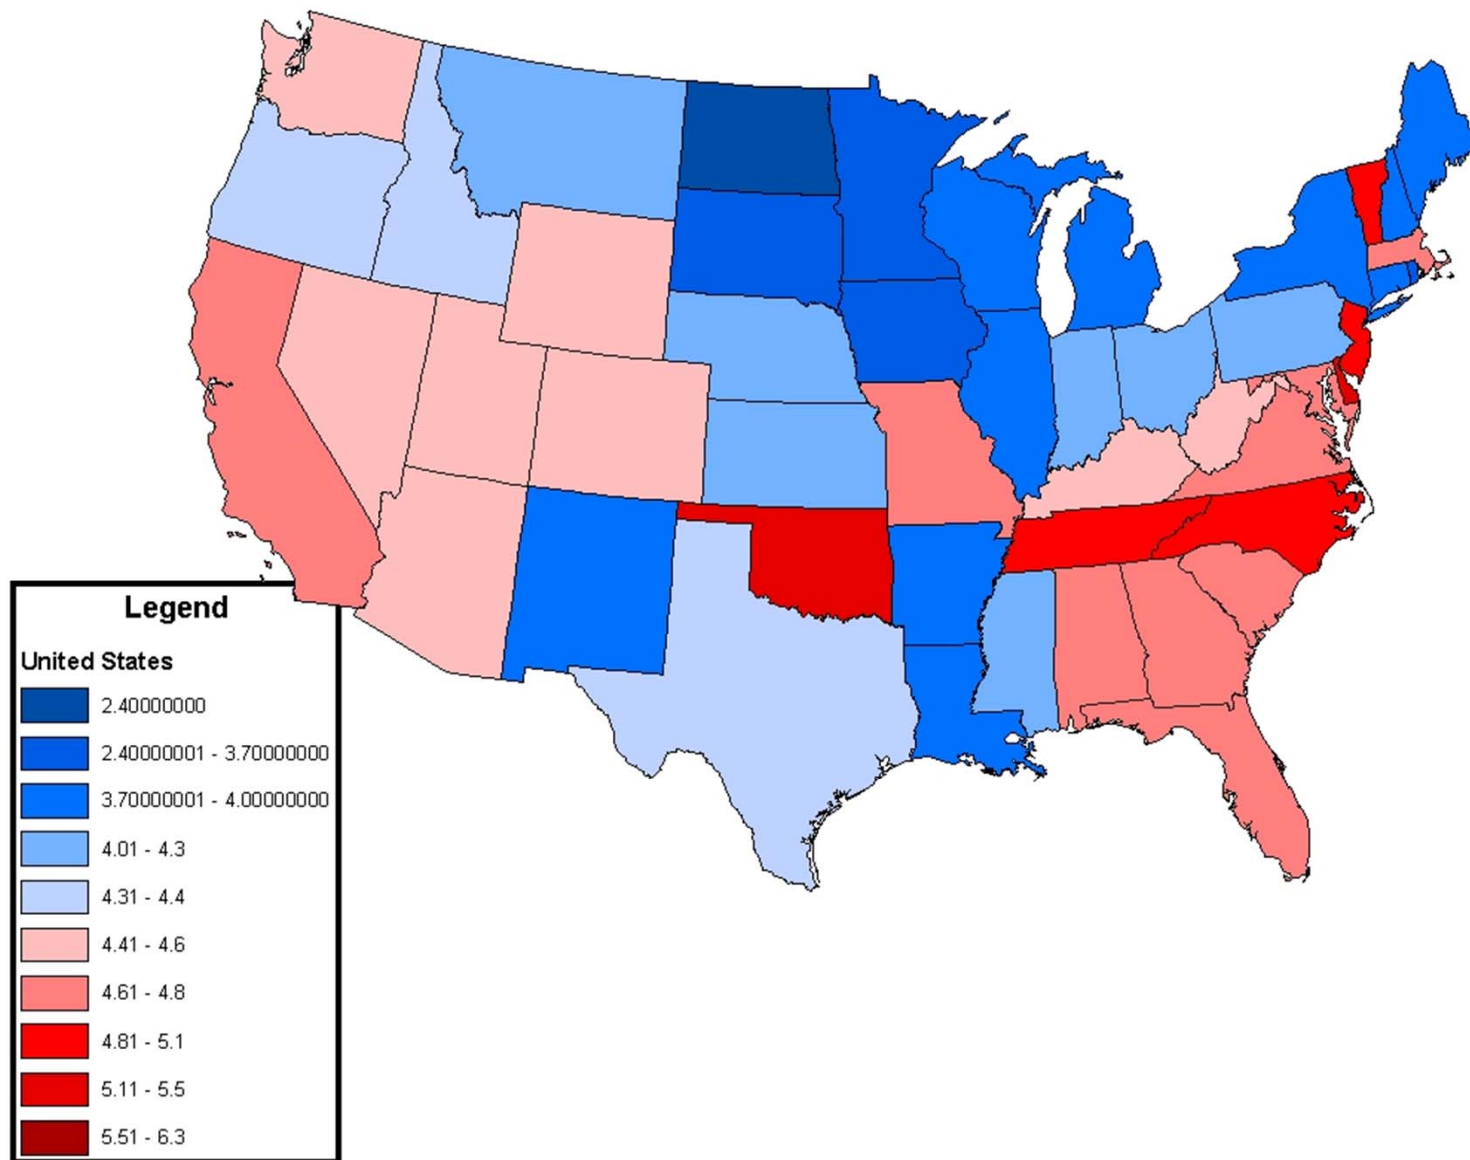 Legend
United States
2.40000000
2.40000001 - 3.70000000
3.70000001 - 4.00000000
4.01 - 4.3
4.31 - 4.4
4.41 - 4.6
4.61 - 4.8
4.81 - 5.1
5.11 - 5.5
5.51 - 6.3